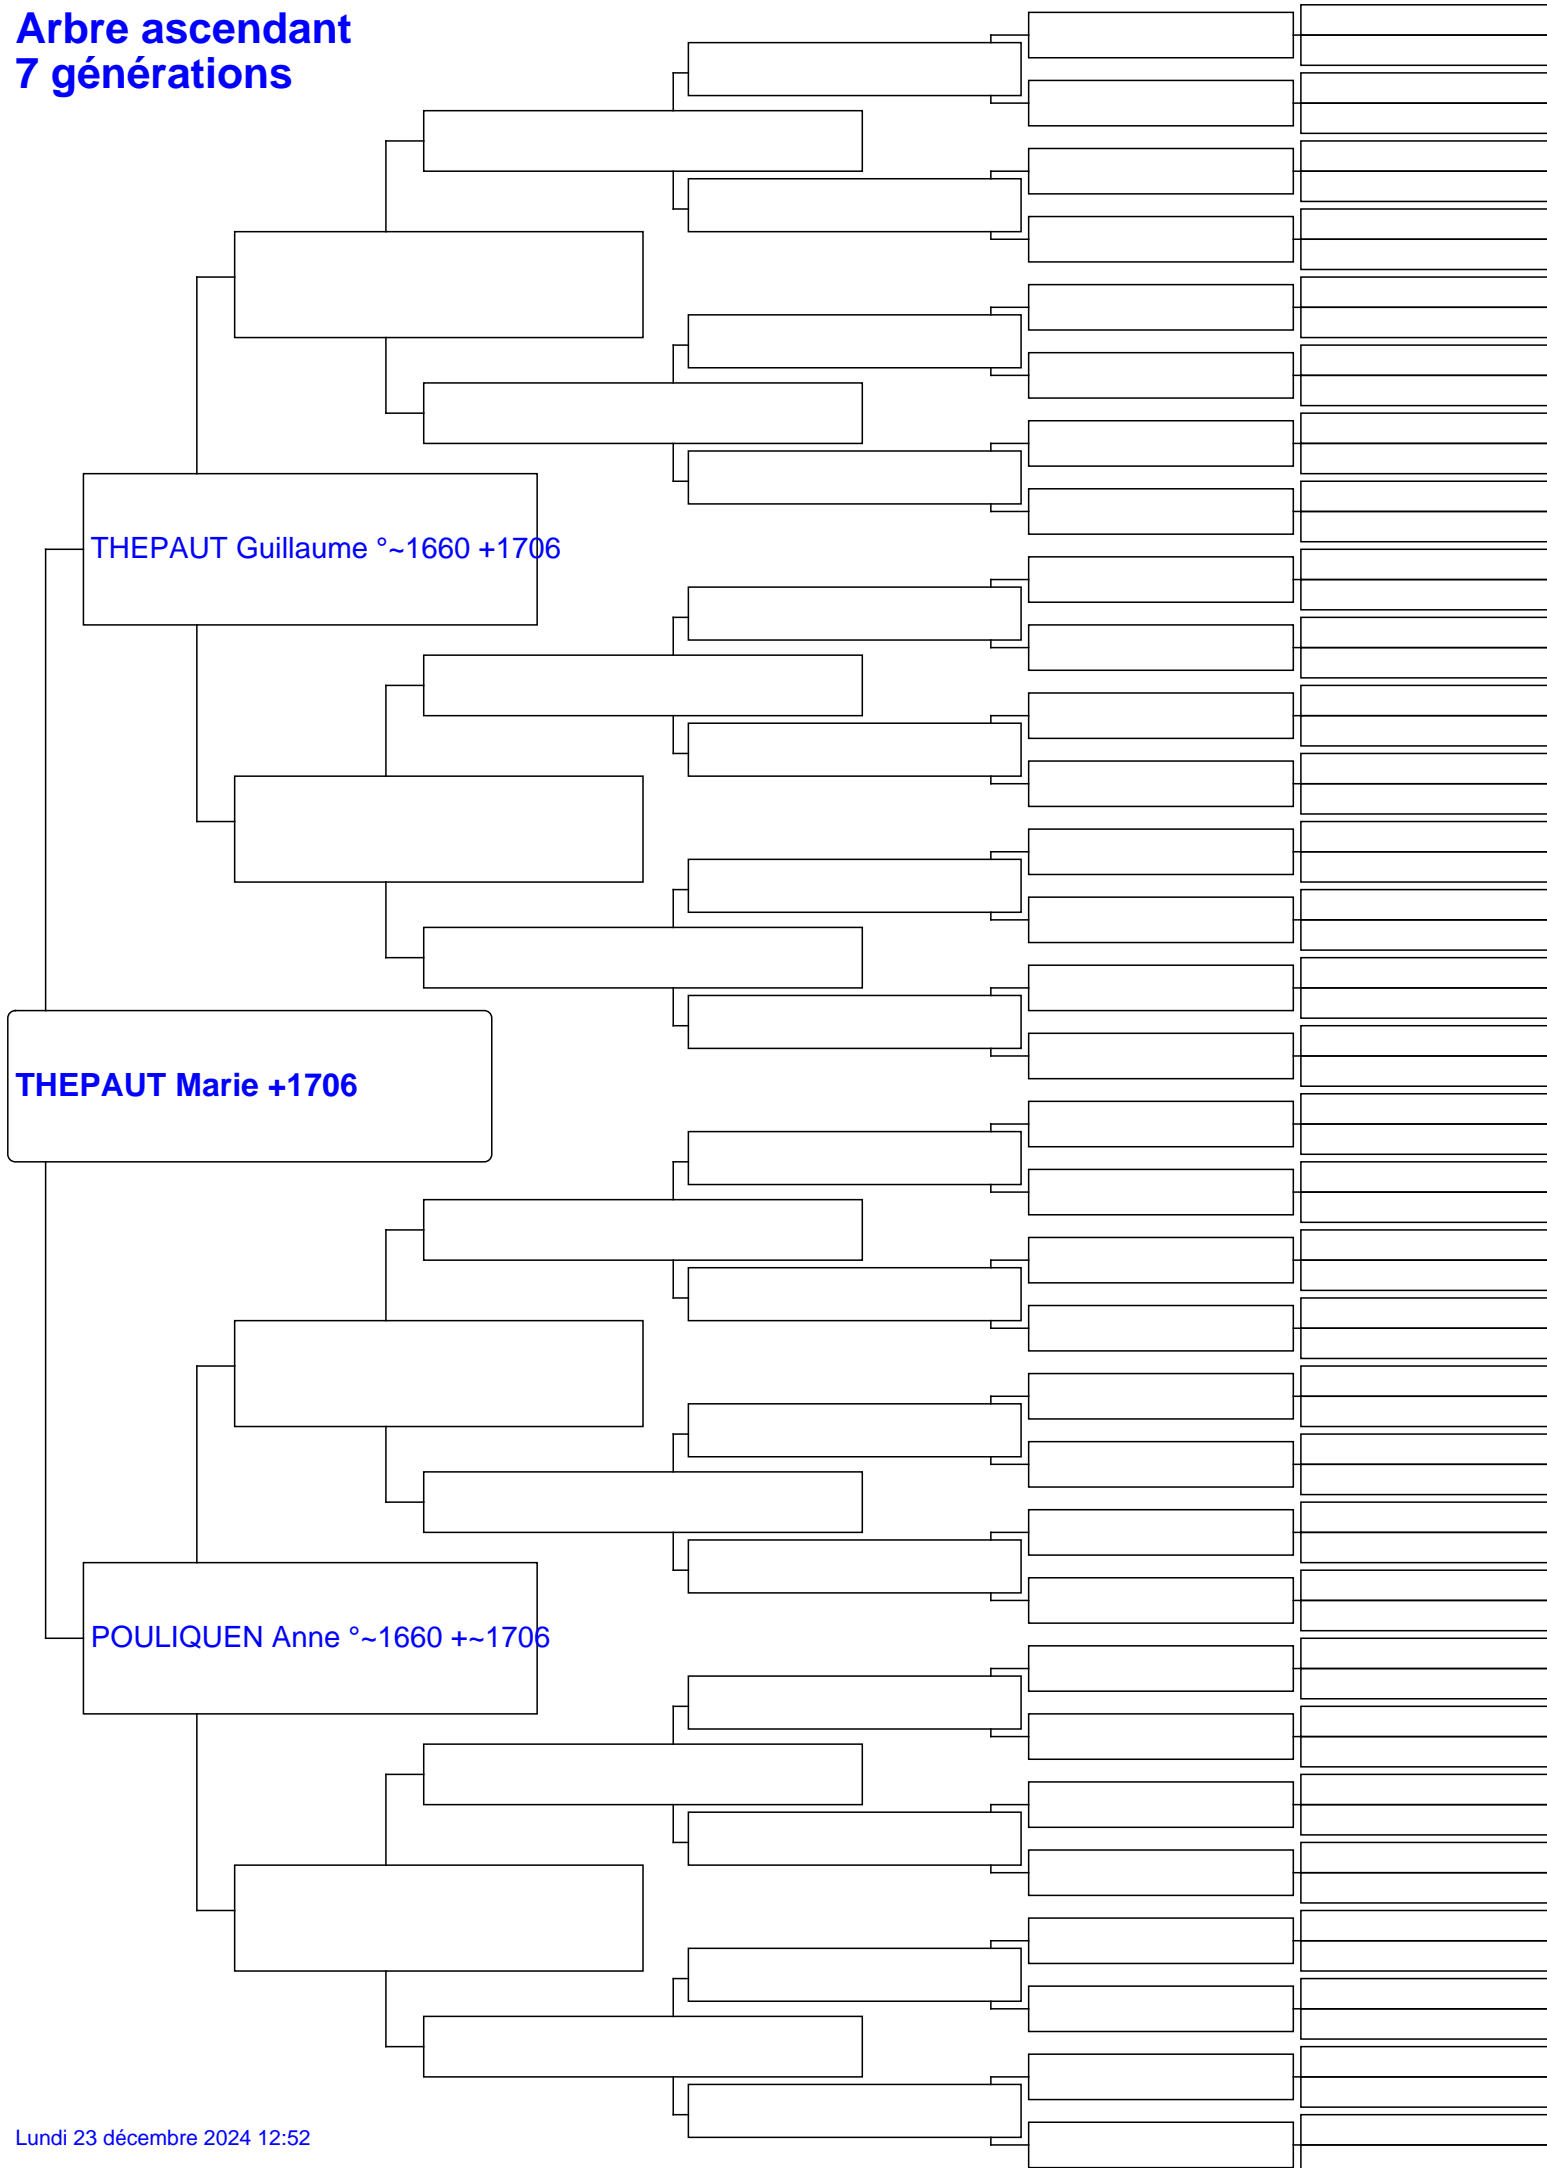 Arbre ascendant
7 générations
THEPAUT Guillaume °~1660 +1706
THEPAUT Marie +1706
POULIQUEN Anne °~1660 +~1706
Lundi 23 décembre 2024 12:52